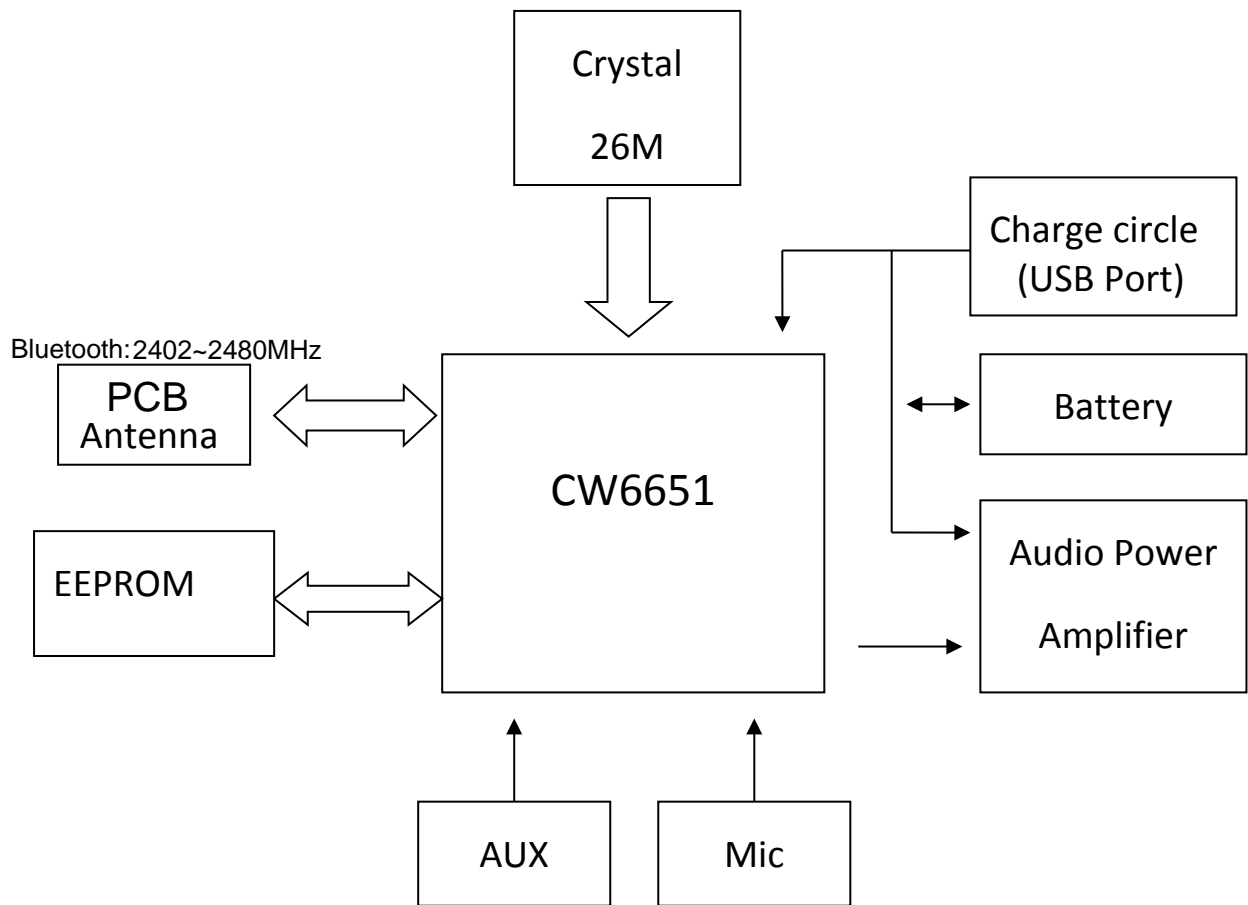 Crystal
26M
Charge circle
(USB Port)
Bluetooth: 2402~2480MHz
PCB
Antenna
Battery
CW6651
EEPROM
Audio Power
Amplifier
AUX
Mic